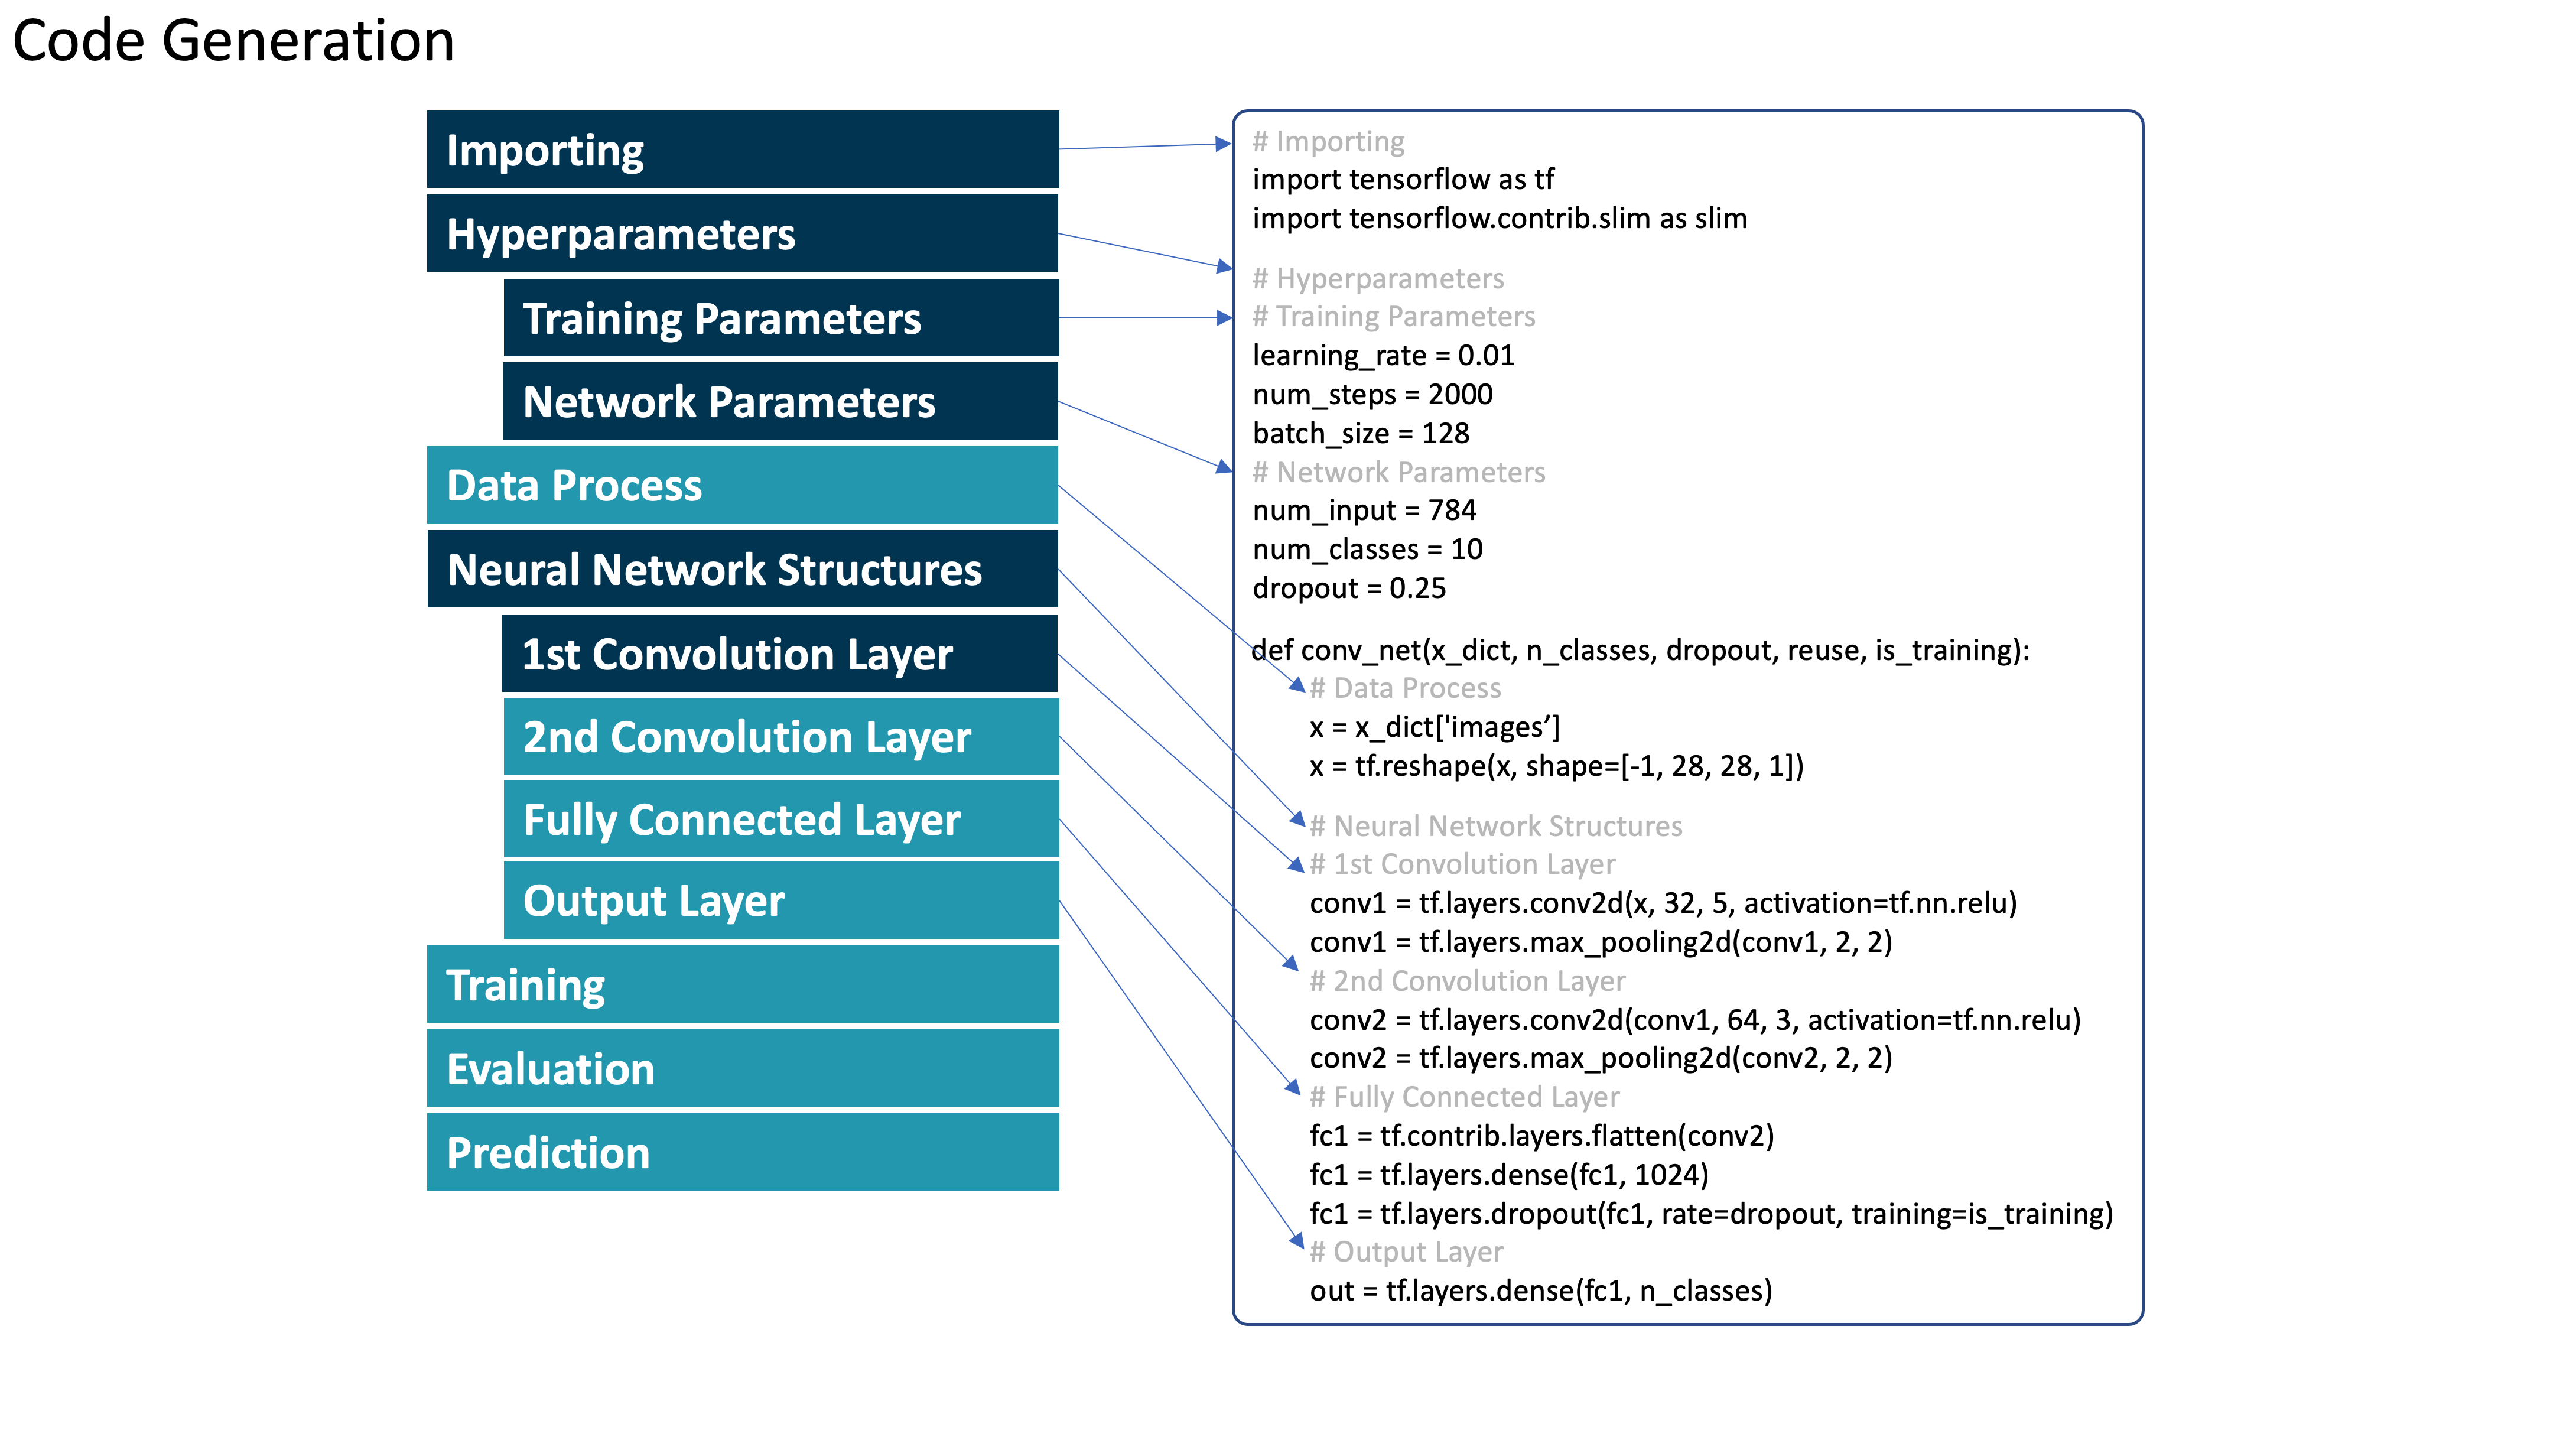 Code Generation
Importing
Hyperparameters
Training Parameters
Network Parameters
Data Process
Neural Network Structures
1st Convolution Layer
2nd Convolution Layer
Fully Connected Layer
Output Layer
Training
Evaluation
Prediction
# Importing
import tensorflow as tf
import tensorflow.contrib.slim as slim
# Hyperparameters
# Training Parameters
learning_rate = 0.01
num_steps = 2000
batch_size = 128
# Network Parameters
num_input = 784
num_classes = 10
dropout = 0.25
def conv_net(x_dict, n_classes, dropout, reuse, is_training):
# Data Process
x = x_dict['images’]
x = tf.reshape(x, shape=[-1, 28, 28, 1])
# Neural Network Structures
# 1st Convolution Layer
conv1 = tf.layers.conv2d(x, 32, 5, activation=tf.nn.relu)
conv1 = tf.layers.max_pooling2d(conv1, 2, 2)
# 2nd Convolution Layer
conv2 = tf.layers.conv2d(conv1, 64, 3, activation=tf.nn.relu)
conv2 = tf.layers.max_pooling2d(conv2, 2, 2)
# Fully Connected Layer
fc1 = tf.contrib.layers.flatten(conv2)
fc1 = tf.layers.dense(fc1, 1024)
fc1 = tf.layers.dropout(fc1, rate=dropout, training=is_training)
# Output Layer
out = tf.layers.dense(fc1, n_classes)